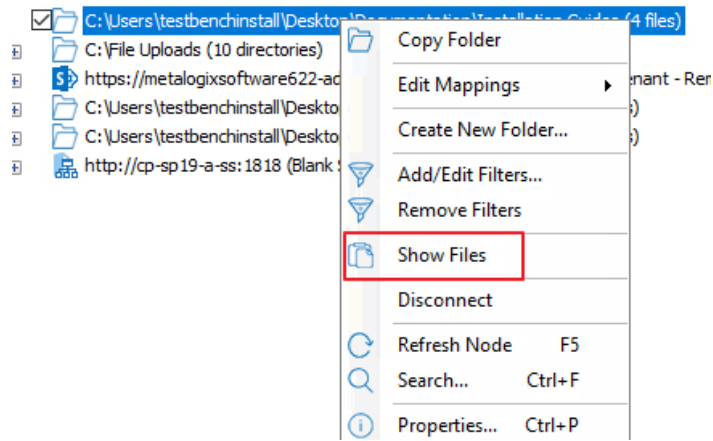 C:\Users\testbenchinstall\Desktop\Documentation\Installation Guides (4 files)
C:\File Uploads (10 directories)
https://metalogixsoftware622-ad
enant - Rem
C:\Users\testbenchinstall\Deskto
s)
C:\Users\testbenchinstall\Deskto
s)
http://cp-sp19-a-ss:1818 (Blank S
Copy Folder
Edit Mappings
Create New Folder...
Add/Edit Filters...
Remove Filters
Show Files
Disconnect
Refresh Node F5
Search... Ctrl+F
Properties... Ctrl+P